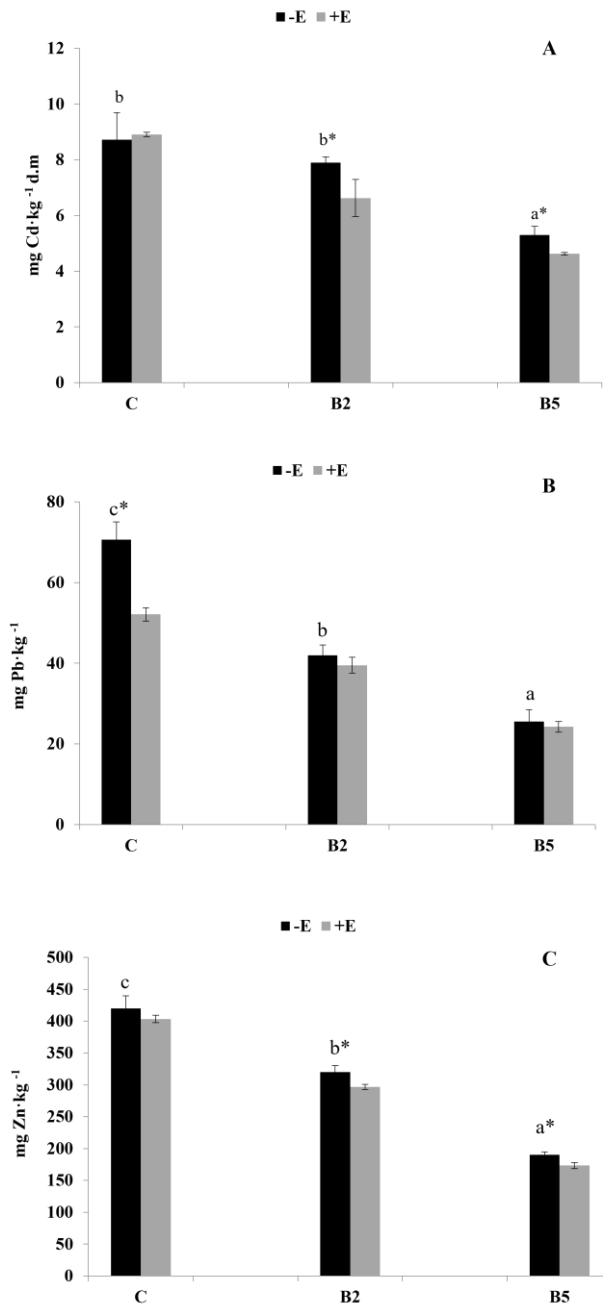 -E +E
A
12
10
8
6
4
2
0
mg Cd·kg⁻¹ d.m
b
b*
a*
C B2 B5
-E +E
B
80
60
40
20
0
mg Pb·kg⁻¹
c*
b
a
C B2 B5
-E +E
C
500
450
400
350
300
250
200
150
100
50
0
mg Zn·kg⁻¹
c
b*
a*
C B2 B5